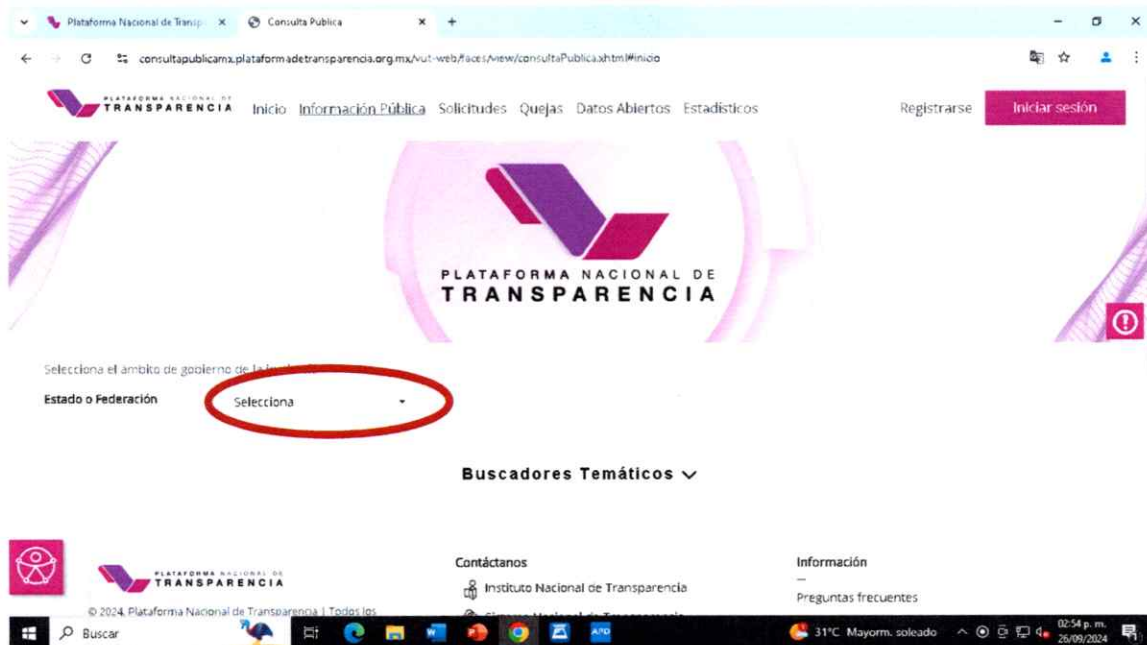 Plataforma Nacional de Transp
Consulta Publica
consultapublicamx.plataformadetransparencia.org.mx/vut-web/faces/view/consultaPublica.xhtml#inicio
PLATAFORMA NACIONAL DE
TRANSPARENCIA
Inicio Información Pública Solicitudes Quejas Datos Abiertos Estadísticos
Registrarse
Iniciar sesión
PLATAFORMA NACIONAL DE
TRANSPARENCIA
Selecciona el ámbito de gobierno de la
Estado o Federación
Selecciona
Buscadores Temáticos
PLATAFORMA NACIONAL DE
TRANSPARENCIA
© 2024. Plataforma Nacional de Transparencia | Todos los
Contáctanos
Instituto Nacional de Transparencia
Sistema Nacional de Transparencia
Información
Preguntas frecuentes
Buscar
31°C Mayorm. soleado
02:54 p. m.
26/09/2024